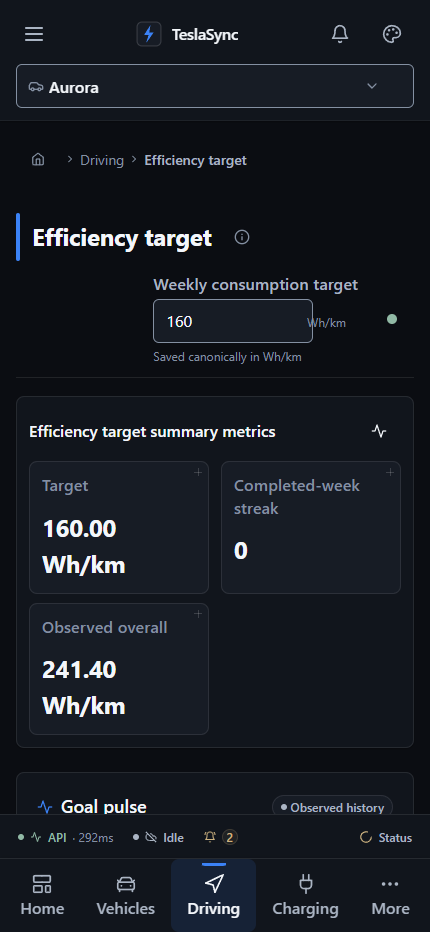 TeslaSync
Aurora
Driving
Efficiency target
Efficiency target
Weekly consumption target
160
Wh/km
Saved canonically in Wh/km
Efficiency target summary metrics
Target
160.00
Wh/km
Completed-week
streak
0
Observed overall
241.40
Wh/km
Goal pulse
Observed history
API · 292ms
Idle
2
Status
Home
Vehicles
Driving
Charging
More